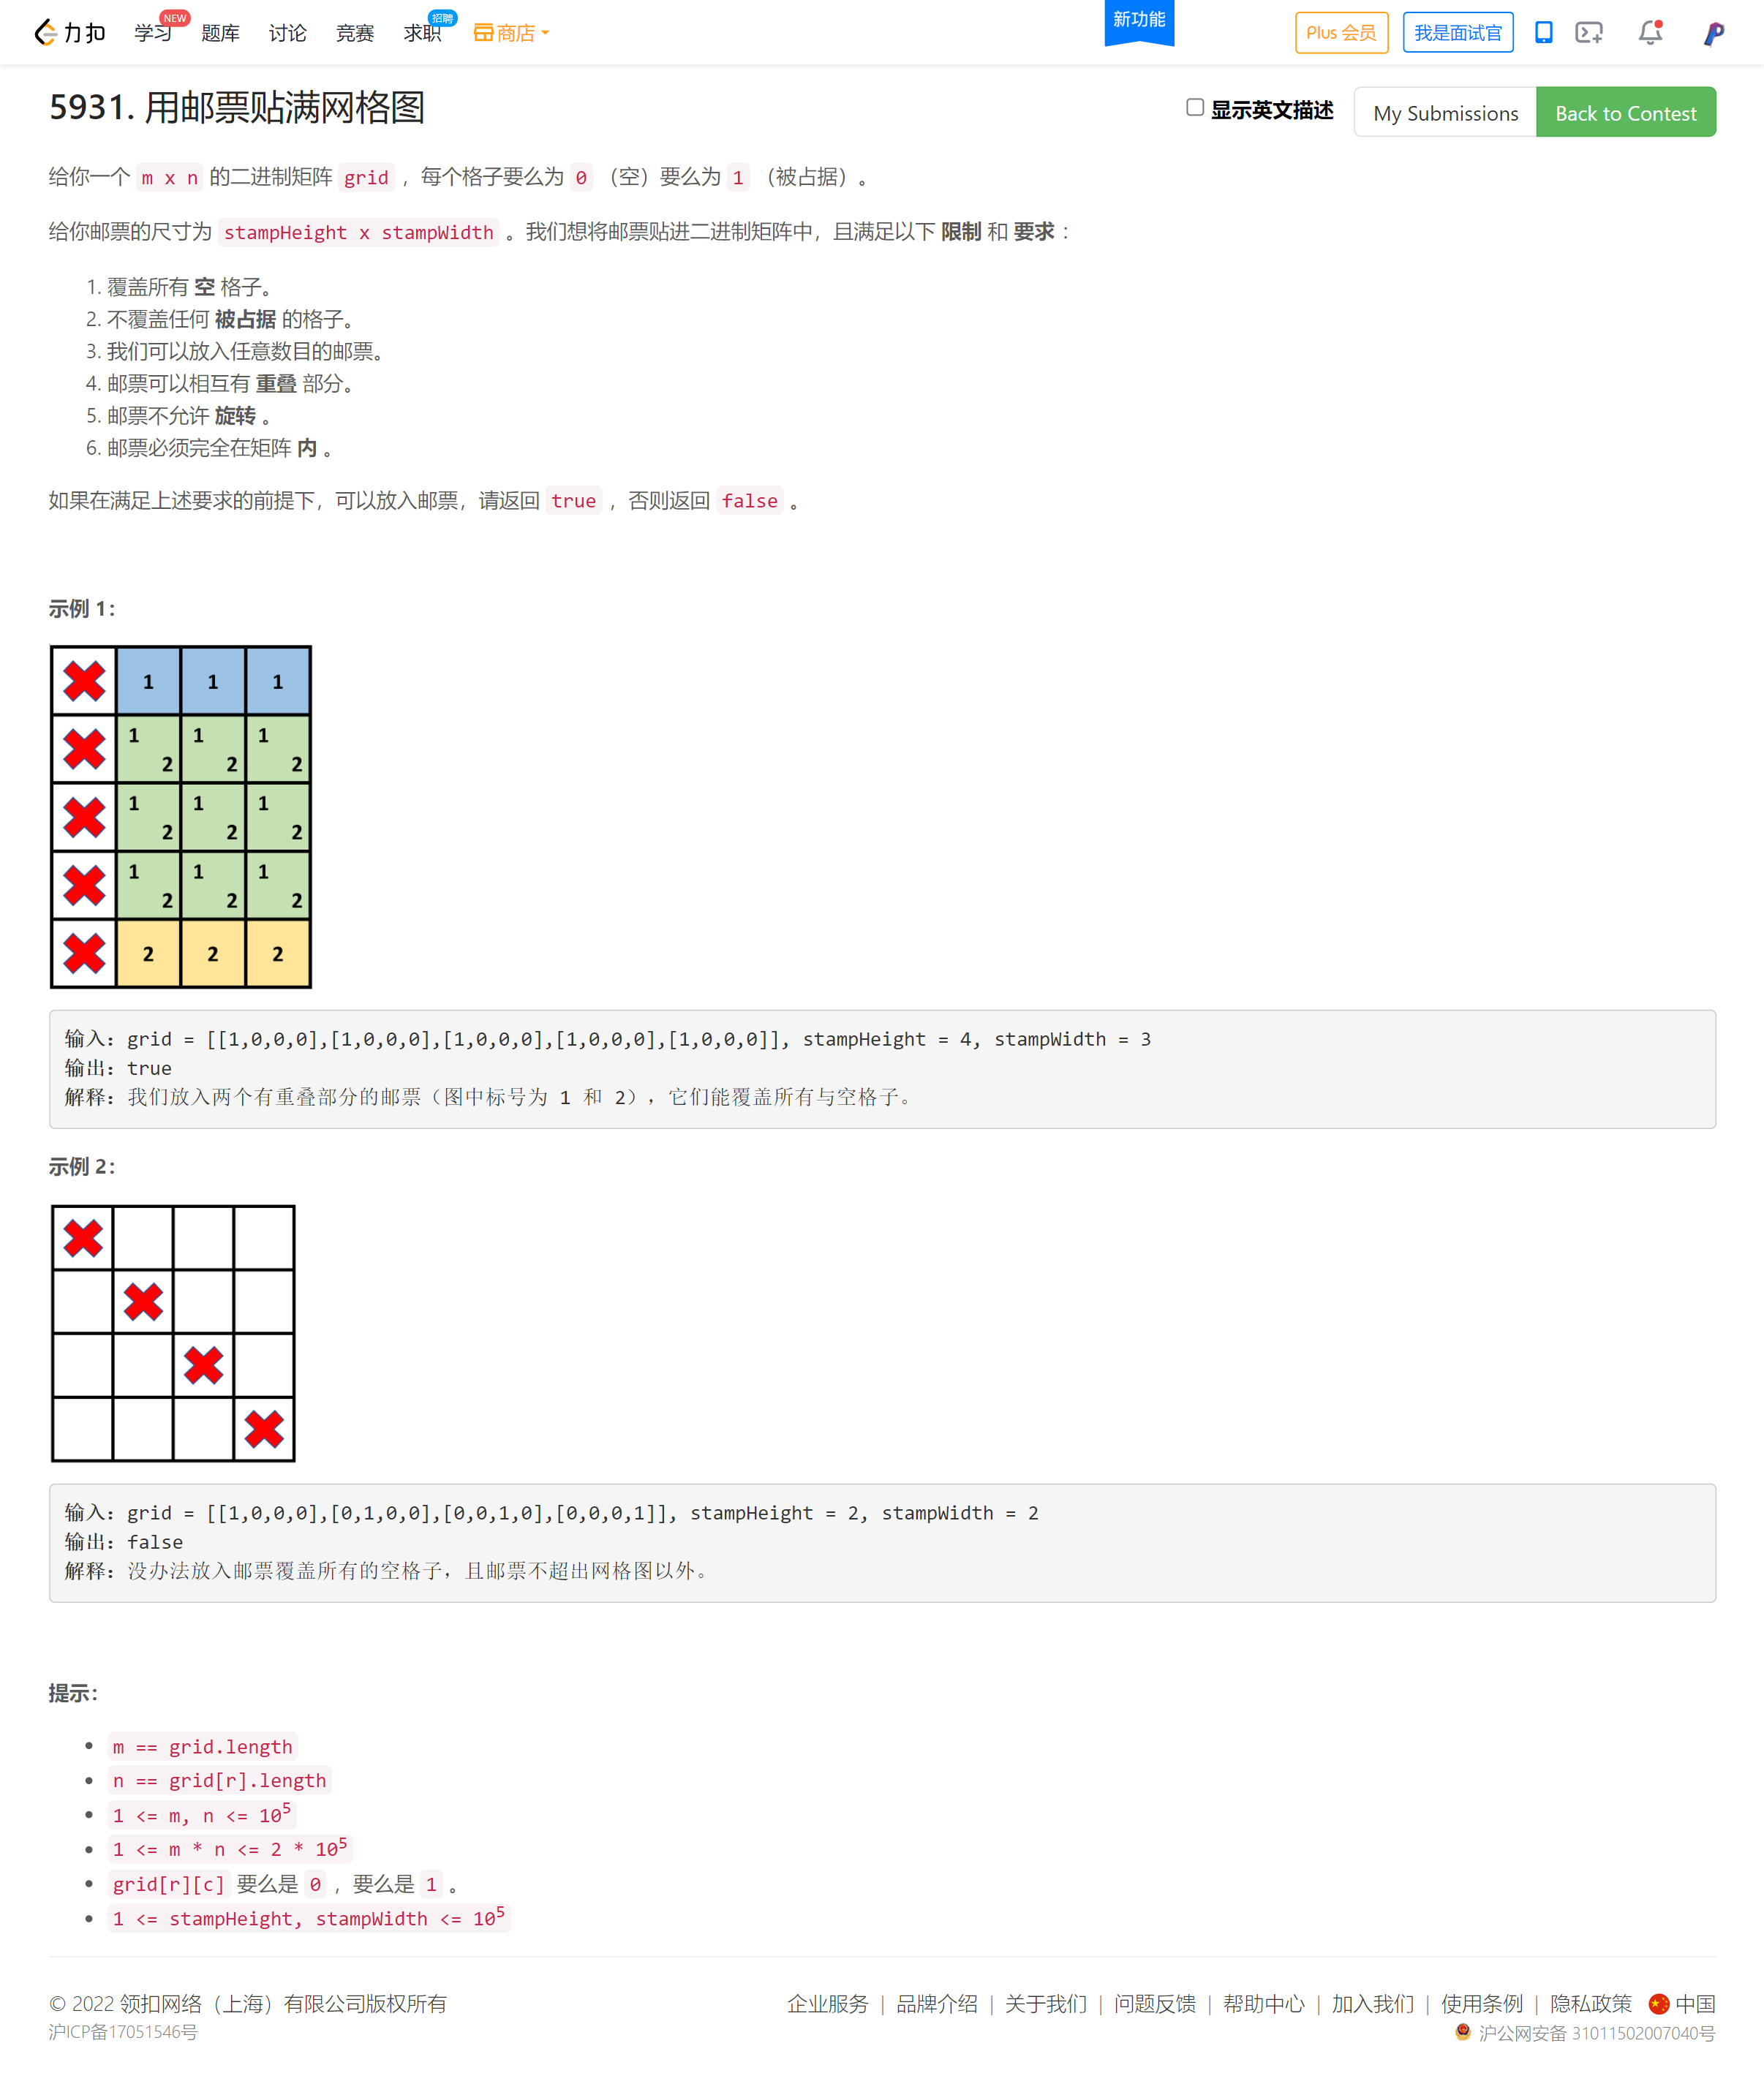 力扣 学习 NEW 题库 讨论 竞赛 求职 招聘 商店 新功能 Plus 会员 我是面试官
5931. 用邮票贴满网格图 显示英文描述 My Submissions Back to Contest
给你一个 m x n 的二进制矩阵 grid ，每个格子要么为 0 （空）要么为 1 （被占据）。
给你邮票的尺寸为 stampHeight x stampWidth 。我们想将邮票贴进二进制矩阵中，且满足以下 限制 和 要求 ：
1. 覆盖所有 空 格子。
2. 不覆盖任何 被占据 的格子。
3. 我们可以放入任意数目的邮票。
4. 邮票可以相互有 重叠 部分。
5. 邮票不允许 旋转 。
6. 邮票必须完全在矩阵 内 。
如果在满足上述要求的前提下，可以放入邮票，请返回 true ，否则返回 false 。
示例 1：
1 1 1
1 1 1
2 2 2
1 1 1
2 2 2
1 1 1
2 2 2
2 2 2
输入：grid = [[1,0,0,0],[1,0,0,0],[1,0,0,0],[1,0,0,0],[1,0,0,0]], stampHeight = 4, stampWidth = 3
输出：true
解释：我们放入两个有重叠部分的邮票（图中标号为 1 和 2），它们能覆盖所有与空格子。
示例 2：
输入：grid = [[1,0,0,0],[0,1,0,0],[0,0,1,0],[0,0,0,1]], stampHeight = 2, stampWidth = 2
输出：false
解释：没办法放入邮票覆盖所有的空格子，且邮票不超出网格图以外。
提示：
• m == grid.length
• n == grid[r].length
• 1 <= m, n <= 10⁵
• 1 <= m * n <= 2 * 10⁵
• grid[r][c] 要么是 0 ，要么是 1 。
• 1 <= stampHeight, stampWidth <= 10⁵
© 2022 领扣网络（上海）有限公司版权所有 企业服务 | 品牌介绍 | 关于我们 | 问题反馈 | 帮助中心 | 加入我们 | 使用条例 | 隐私政策 中国
沪ICP备17051546号 沪公网安备 31011502007040号